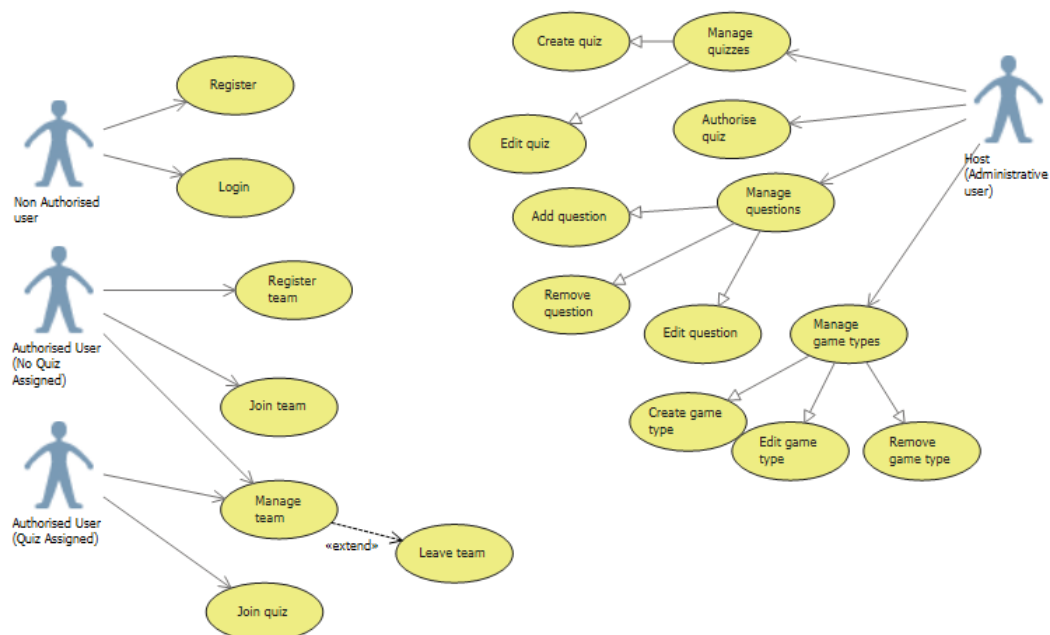 Create quiz
Manage
quizzes
Register
Authorise
quiz
Edit quiz
Host
(Administrative
user)
Non Authorised
user
Login
Manage
questions
Add question
Register
team
Remove
question
Edit question
Manage
game types
Authorised User
(No Quiz
Assigned)
Join team
Create game
type
Edit game
type
Remove
game type
Manage
team
Authorised User
(Quiz Assigned)
«extend»
Leave team
Join quiz